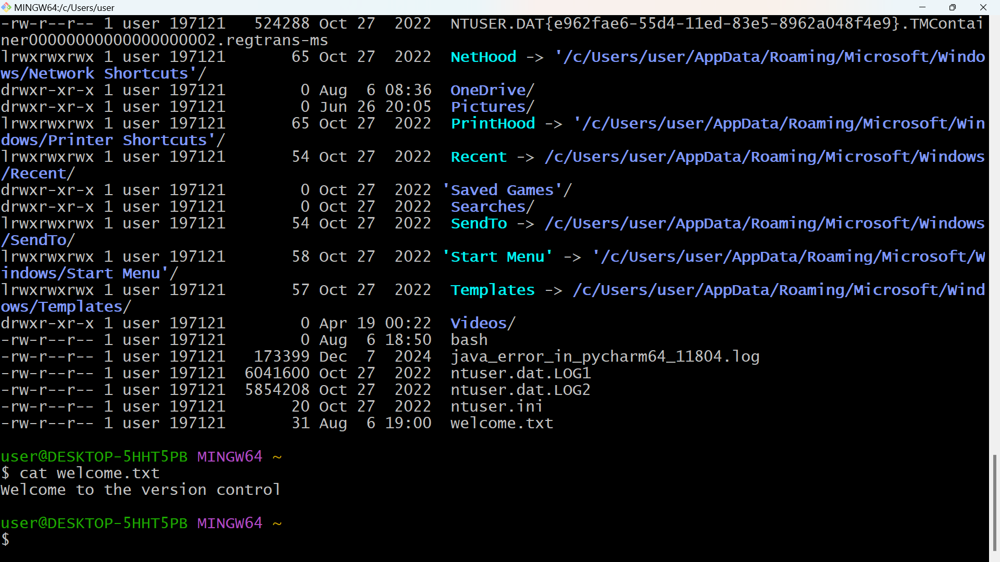 MINGW64:/c/Users/user
-rw-r--r-- 1 user 197121   524288 Oct 27  2022  NTUSER.DAT{e962fae6-55d4-11ed-83e5-8962a048f4e9}.TMContai
ner00000000000000000002.regtrans-ms
lrwxrwxrwx 1 user 197121       65 Oct 27  2022  NetHood -> '/c/Users/user/AppData/Roaming/Microsoft/Windo
ws/Network Shortcuts'/
drwxr-xr-x 1 user 197121        0 Aug  6 08:36  OneDrive/
drwxr-xr-x 1 user 197121        0 Jun 26 20:05  Pictures/
lrwxrwxrwx 1 user 197121       65 Oct 27  2022  PrintHood -> '/c/Users/user/AppData/Roaming/Microsoft/Win
dows/Printer Shortcuts'/
lrwxrwxrwx 1 user 197121       54 Oct 27  2022  Recent -> /c/Users/user/AppData/Roaming/Microsoft/Windows
/Recent/
drwxr-xr-x 1 user 197121        0 Oct 27  2022 'Saved Games'/
drwxr-xr-x 1 user 197121        0 Oct 27  2022  Searches/
lrwxrwxrwx 1 user 197121       54 Oct 27  2022  SendTo -> /c/Users/user/AppData/Roaming/Microsoft/Windows
/SendTo/
lrwxrwxrwx 1 user 197121       58 Oct 27  2022 'Start Menu' -> '/c/Users/user/AppData/Roaming/Microsoft/W
indows/Start Menu'/
lrwxrwxrwx 1 user 197121       57 Oct 27  2022  Templates -> /c/Users/user/AppData/Roaming/Microsoft/Wind
ows/Templates/
drwxr-xr-x 1 user 197121        0 Apr 19 00:22  Videos/
-rw-r--r-- 1 user 197121        0 Aug  6 18:50  bash
-rw-r--r-- 1 user 197121   173399 Dec  7  2024  java_error_in_pycharm64_11804.log
-rw-r--r-- 1 user 197121  6041600 Oct 27  2022  ntuser.dat.LOG1
-rw-r--r-- 1 user 197121  5854208 Oct 27  2022  ntuser.dat.LOG2
-rw-r--r-- 1 user 197121       20 Oct 27  2022  ntuser.ini
-rw-r--r-- 1 user 197121       31 Aug  6 19:00  welcome.txt
user@DESKTOP-5HHT5PB MINGW64 ~
$ cat welcome.txt
Welcome to the version control
user@DESKTOP-5HHT5PB MINGW64 ~
$